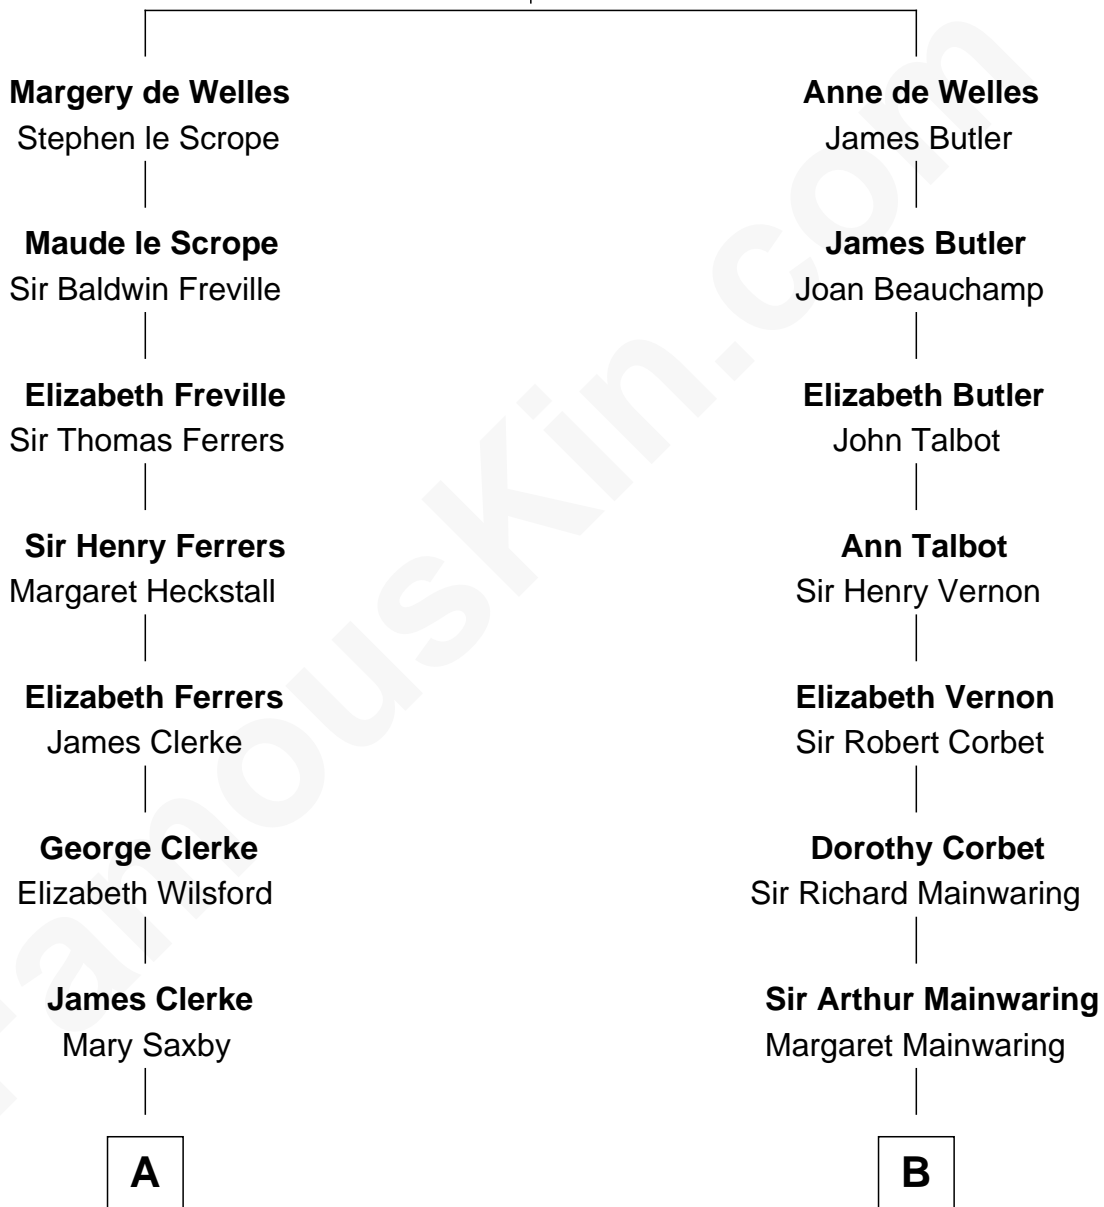 Margery de Welles
Stephen le Scrope
Maude le Scrope
Sir Baldwin Freville
Elizabeth Freville
Sir Thomas Ferrers
Sir Henry Ferrers
Margaret Heckstall
Elizabeth Ferrers
James Clerke
George Clerke
Elizabeth Wilsford
James Clerke
Mary Saxby
A
Anne de Welles
James Butler
James Butler
Joan Beauchamp
Elizabeth Butler
John Talbot
Ann Talbot
Sir Henry Vernon
Elizabeth Vernon
Sir Robert Corbet
Dorothy Corbet
Sir Richard Mainwaring
Sir Arthur Mainwaring
Margaret Mainwaring
B
FamousKin.com